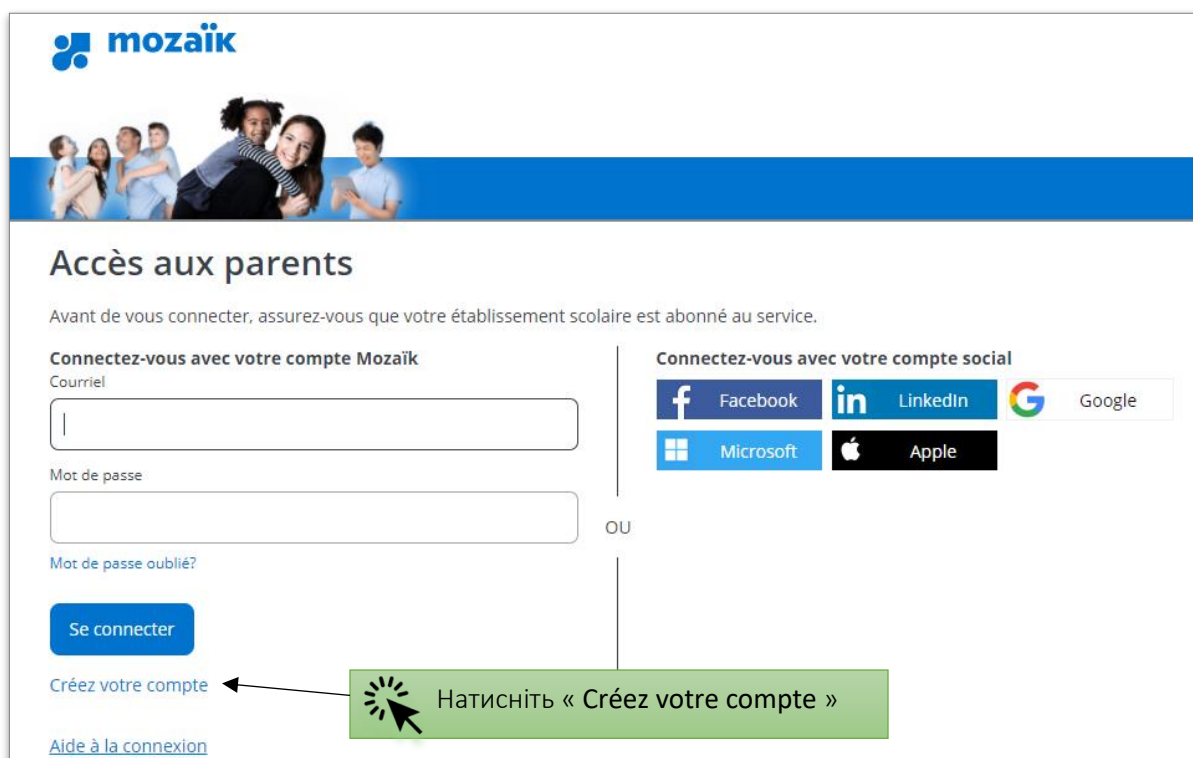 mozaïk
Accès aux parents
Avant de vous connecter, assurez-vous que votre établissement scolaire est abonné au service.
Connectez-vous avec votre compte Mozaïk
Courriel
Mot de passe
Mot de passe oublié?
Se connecter
Créez votre compte
Aide à la connexion
OU
Connectez-vous avec votre compte social
Facebook
LinkedIn
Google
Microsoft
Apple
Натисніть « Créez votre compte »